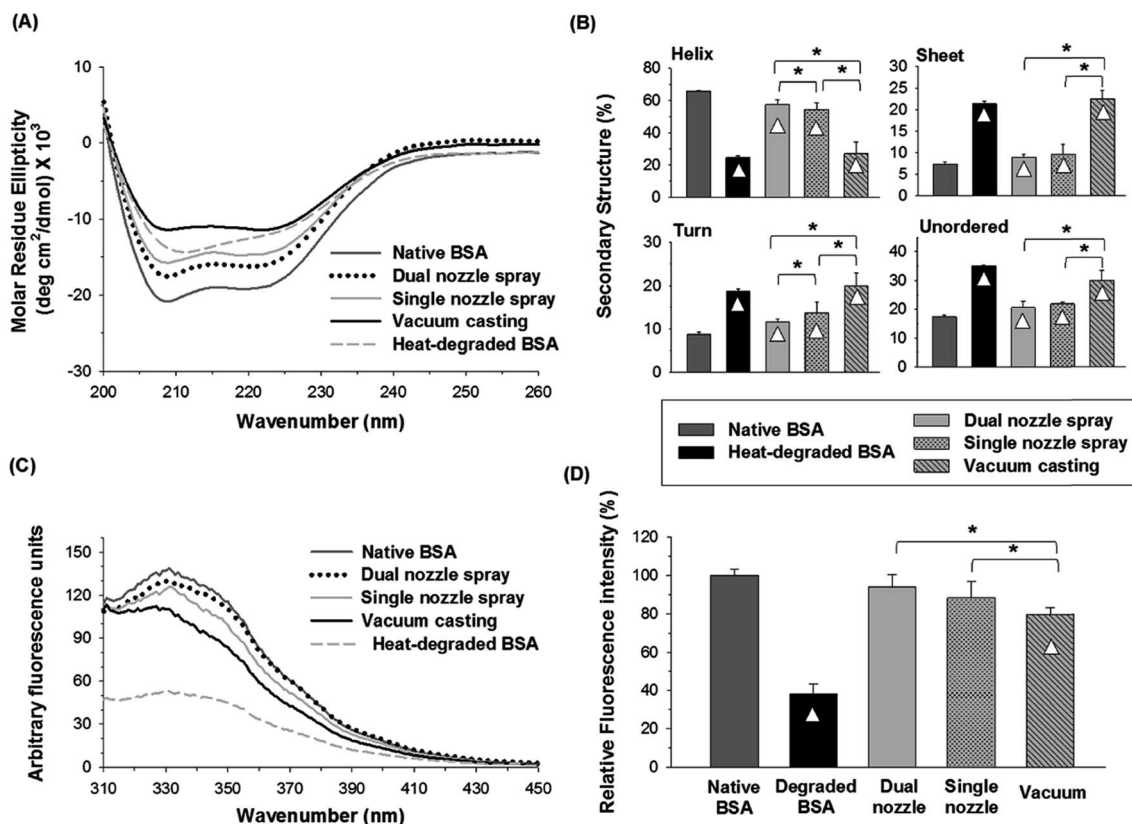 (A)
Molar Residue Ellipticity
(deg cm²/dmol) X 10³
10
0
-10
-20
-30
200
210
220
230
240
250
260
Wavenumber (nm)
Native BSA
Dual nozzle spray
Single nozzle spray
Vacuum casting
Heat-degraded BSA
(B)
Secondary Structure (%)
Helix
80
60
40
20
0
*
*
*
Sheet
30
25
20
15
10
5
0
*
*
Turn
30
20
10
0
*
*
*
Unordered
50
40
30
20
10
0
*
*
Native BSA
Heat-degraded BSA
Dual nozzle spray
Single nozzle spray
Vacuum casting
(C)
Arbitrary fluorescence units
150
120
90
60
30
0
310
330
350
370
390
410
430
450
Wavenumber (nm)
Native BSA
Dual nozzle spray
Single nozzle spray
Vacuum casting
Heat-degraded BSA
(D)
Relative Fluorescence Intensity (%)
120
100
80
60
40
20
0
*
*
Native
BSA
Degraded
BSA
Dual
nozzle
Single
nozzle
Vacuum